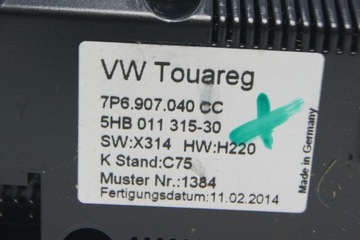 VW Touareg
7P6.907.040 CC
5HB 011 315-30
SW:X314 HW:H220
K Stand:C75
Muster Nr.:1384
Fertigungsdatum:11.02.2014
Made in Germany